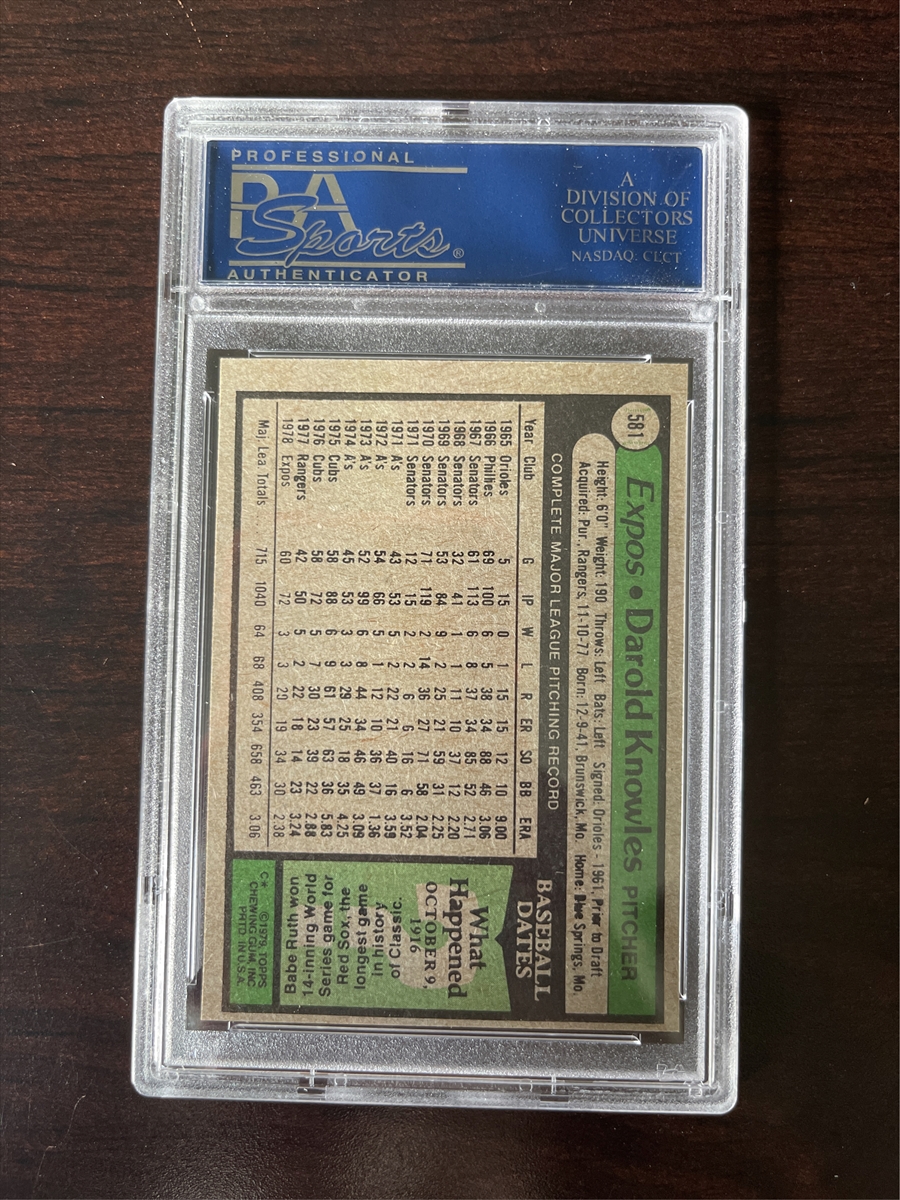 PROFESSIONAL
PSA
Sports®
AUTHENTICATOR
A
DIVISION OF
COLLECTORS
UNIVERSE
NASDAQ: CLCT
581
Expos • Darold Knowles PITCHER
Height: 6'0" Weight: 190 Throws: Left Bats: Left Signed: Orioles - 1961, Prior to Draft
Acquired: Pur., Rangers, 11-10-77 Born: 12-9-41, Brunswick, Mo. Home: Blue Springs, Mo.
COMPLETE MAJOR LEAGUE PITCHING RECORD
Year Club G IP W L R ER SO BB ERA
1965 Orioles 5 15 0 1 15 15 12 10 9.00
1966 Phillies 69 100 6 5 38 34 88 46 3.06
1967 Senators 61 113 6 8 37 34 85 52 2.71
1968 Senators 32 41 1 1 11 10 37 12 2.20
1969 Senators 53 84 9 2 25 21 59 31 2.25
1970 Senators 71 119 2 14 36 27 71 58 2.04
1971 Senators 12 15 2 2 6 6 16 6 3.52
1971 A's 43 53 5 2 22 21 40 16 3.59
1972 A's 54 66 5 1 12 10 36 37 1.36
1973 A's 52 99 6 8 44 34 46 49 3.09
1974 A's 45 53 3 3 29 25 18 35 4.25
1975 Cubs 58 88 6 9 61 57 63 36 5.83
1976 Cubs 58 72 5 7 30 23 39 22 2.88
1977 Rangers 42 50 5 2 22 18 14 23 3.24
1978 Expos 60 72 3 3 20 19 34 30 2.38
Maj. Lea Totals ... 715 1040 64 68 408 354 658 463 3.06
BASEBALL
DATES
What
Happened
OCTOBER 9,
1916
Babe Ruth won
14-inning World
Series game for
Red Sox, the
longest game
in history
of Classic.
C* ©1979, TOPPS
CHEWING GUM, INC
PRTD IN U.S.A.